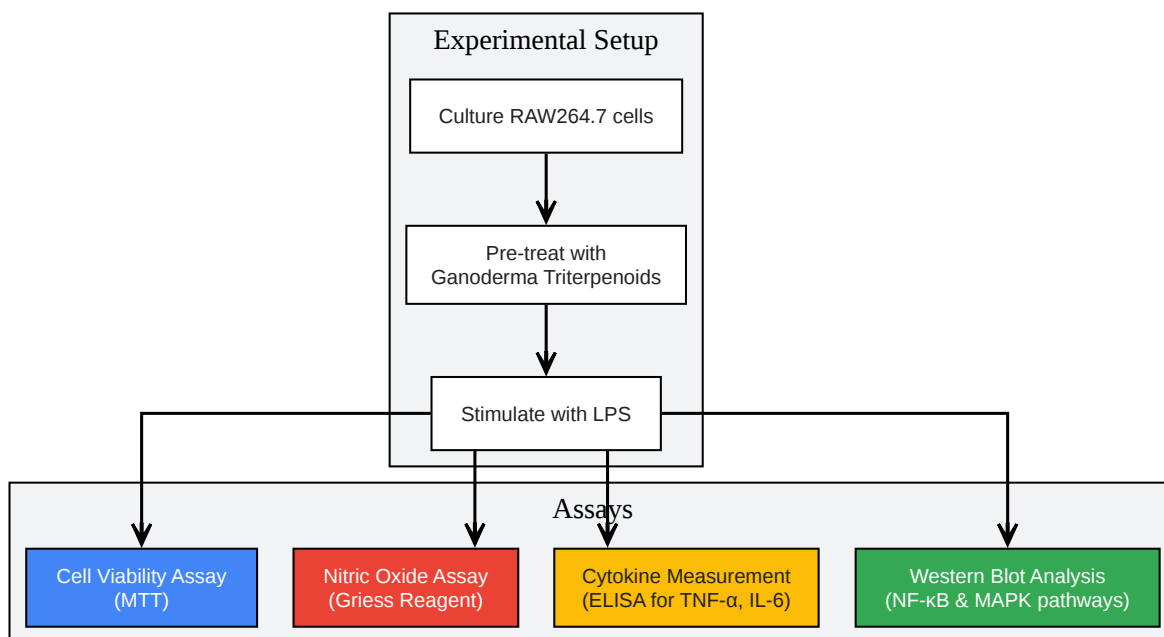 Experimental Setup
Culture RAW264.7 cells
Pre-treat with
Ganoderma Triterpenoids
Stimulate with LPS
Assays
Cell Viability Assay
(MTT)
Nitric Oxide Assay
(Griess Reagent)
Cytokine Measurement
(ELISA for TNF-α, IL-6)
Western Blot Analysis
(NF-κB & MAPK pathways)